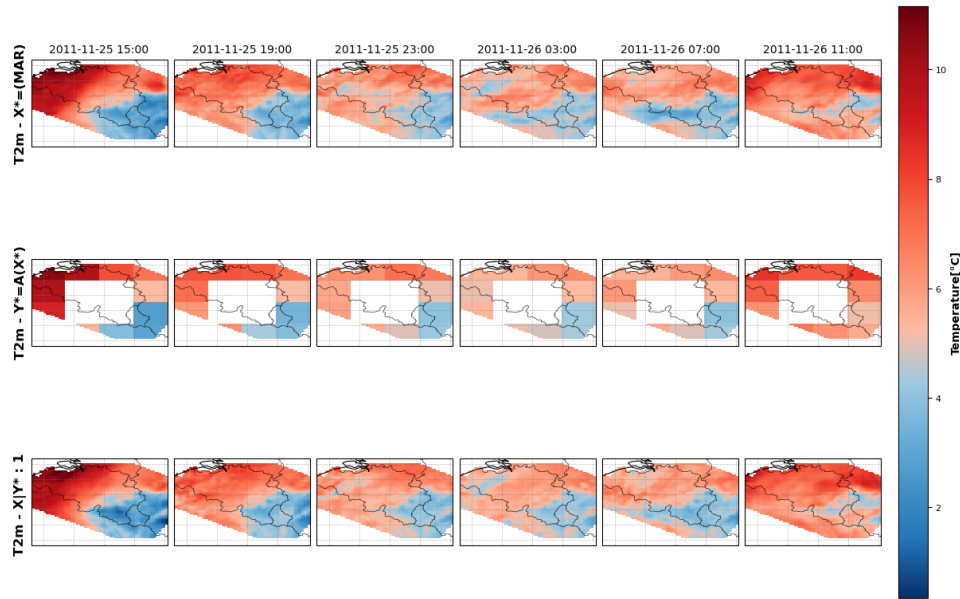 2011-11-25 15:00 2011-11-25 19:00 2011-11-25 23:00 2011-11-26 03:00 2011-11-26 07:00 2011-11-26 11:00
T2m - X*=(MAR)
T2m - Y*=A(X*)
T2m - X|Y* : 1
10
8
6
4
2
Temperature[°C]